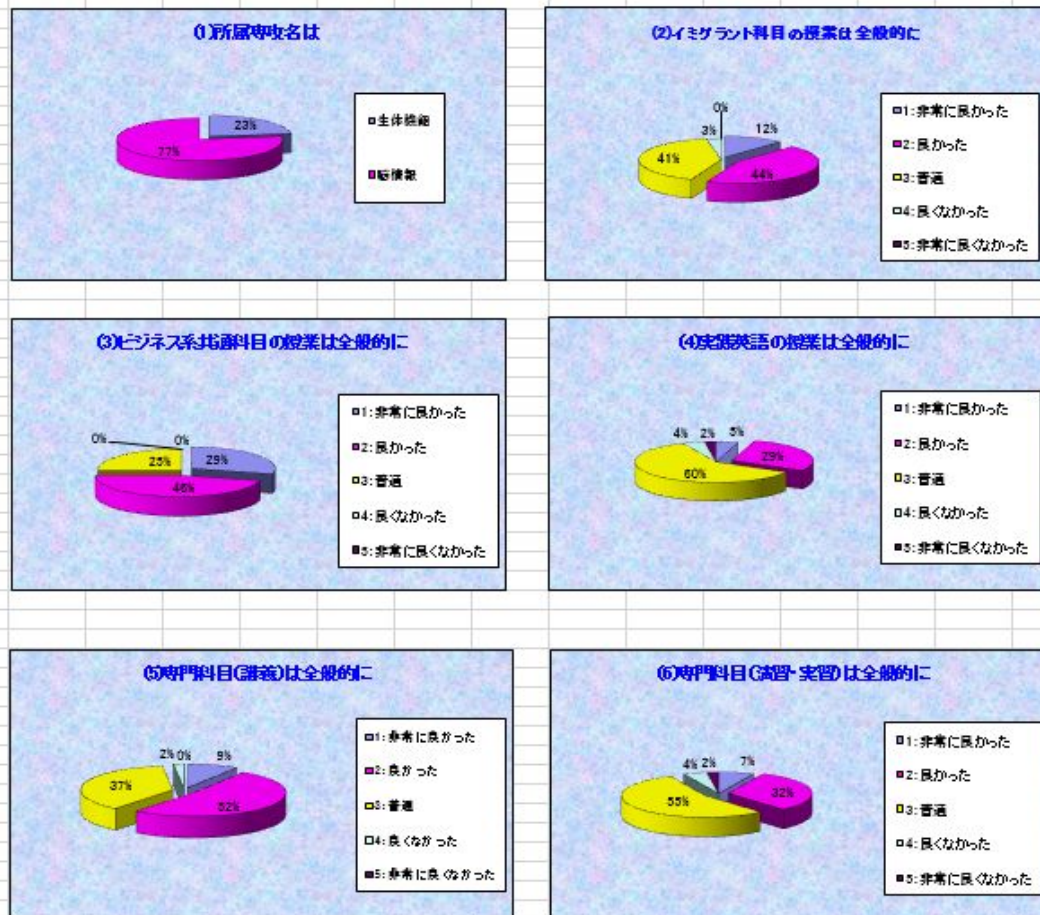 (1)所属専攻名は
23%
77%
生体機能
脳情報
(2)イミグラント科目の授業は全般的に
0%
3%
12%
41%
44%
1:非常に良かった
2:良かった
3:普通
4:良くなかった
5:非常に良くなかった
(3)ビジネス系共通科目の授業は全般的に
0%
0%
25%
29%
46%
1:非常に良かった
2:良かった
3:普通
4:良くなかった
5:非常に良くなかった
(4)実践英語の授業は全般的に
4%
2%
5%
29%
60%
1:非常に良かった
2:良かった
3:普通
4:良くなかった
5:非常に良くなかった
(5)専門科目(講義)は全般的に
2%
0%
9%
37%
52%
1:非常に良かった
2:良かった
3:普通
4:良くなかった
5:非常に良くなかった
(6)専門科目(演習・実習)は全般的に
4%
2%
7%
55%
32%
1:非常に良かった
2:良かった
3:普通
4:良くなかった
5:非常に良くなかった